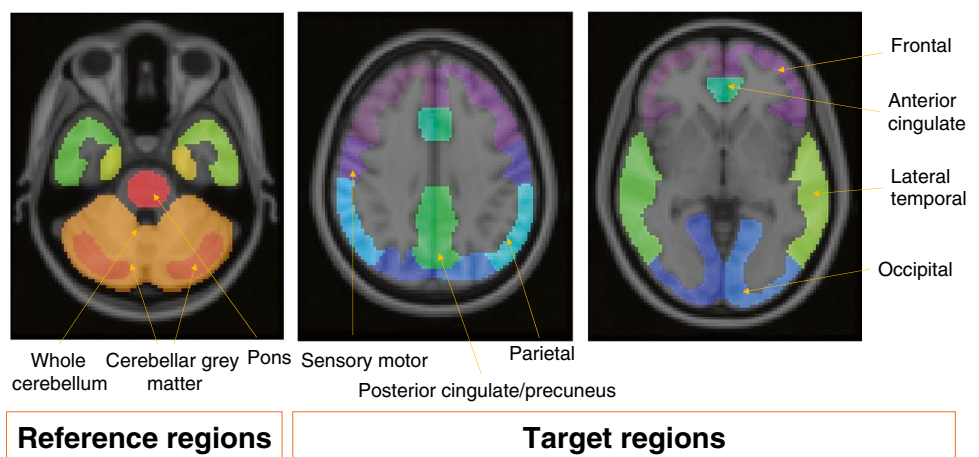 Frontal
Anterior
cingulate
Lateral
temporal
Occipital
Whole
cerebellum
Cerebellar grey
matter
Pons
Sensory motor
Parietal
Posterior cingulate/precuneus
Reference regions
Target regions